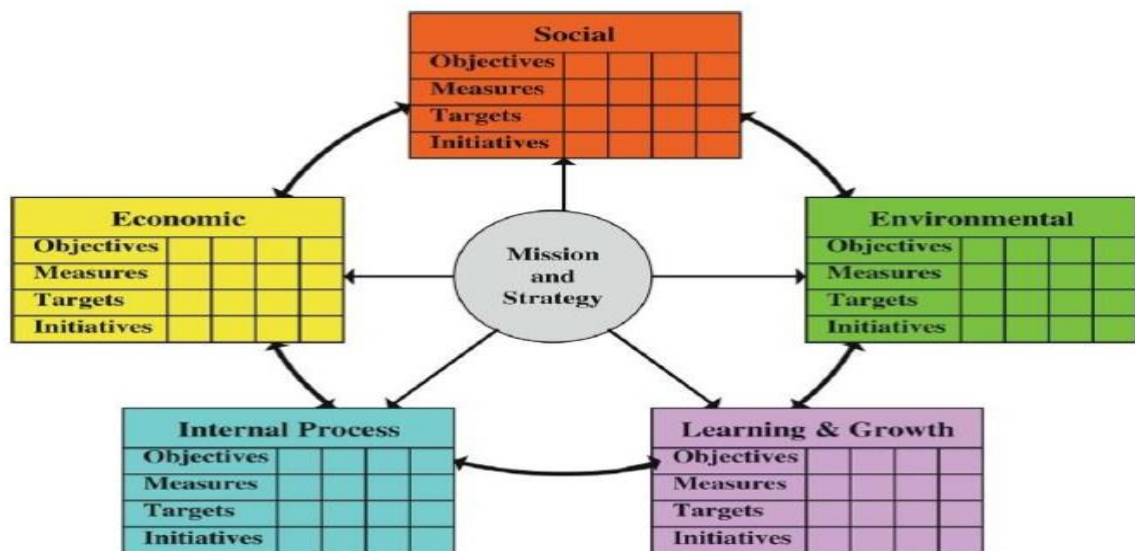 Social
Objectives
Measures
Targets
Initiatives
Economic
Objectives
Measures
Targets
Initiatives
Mission
and
Strategy
Environmental
Objectives
Measures
Targets
Initiatives
Internal Process
Objectives
Measures
Targets
Initiatives
Learning & Growth
Objectives
Measures
Targets
Initiatives